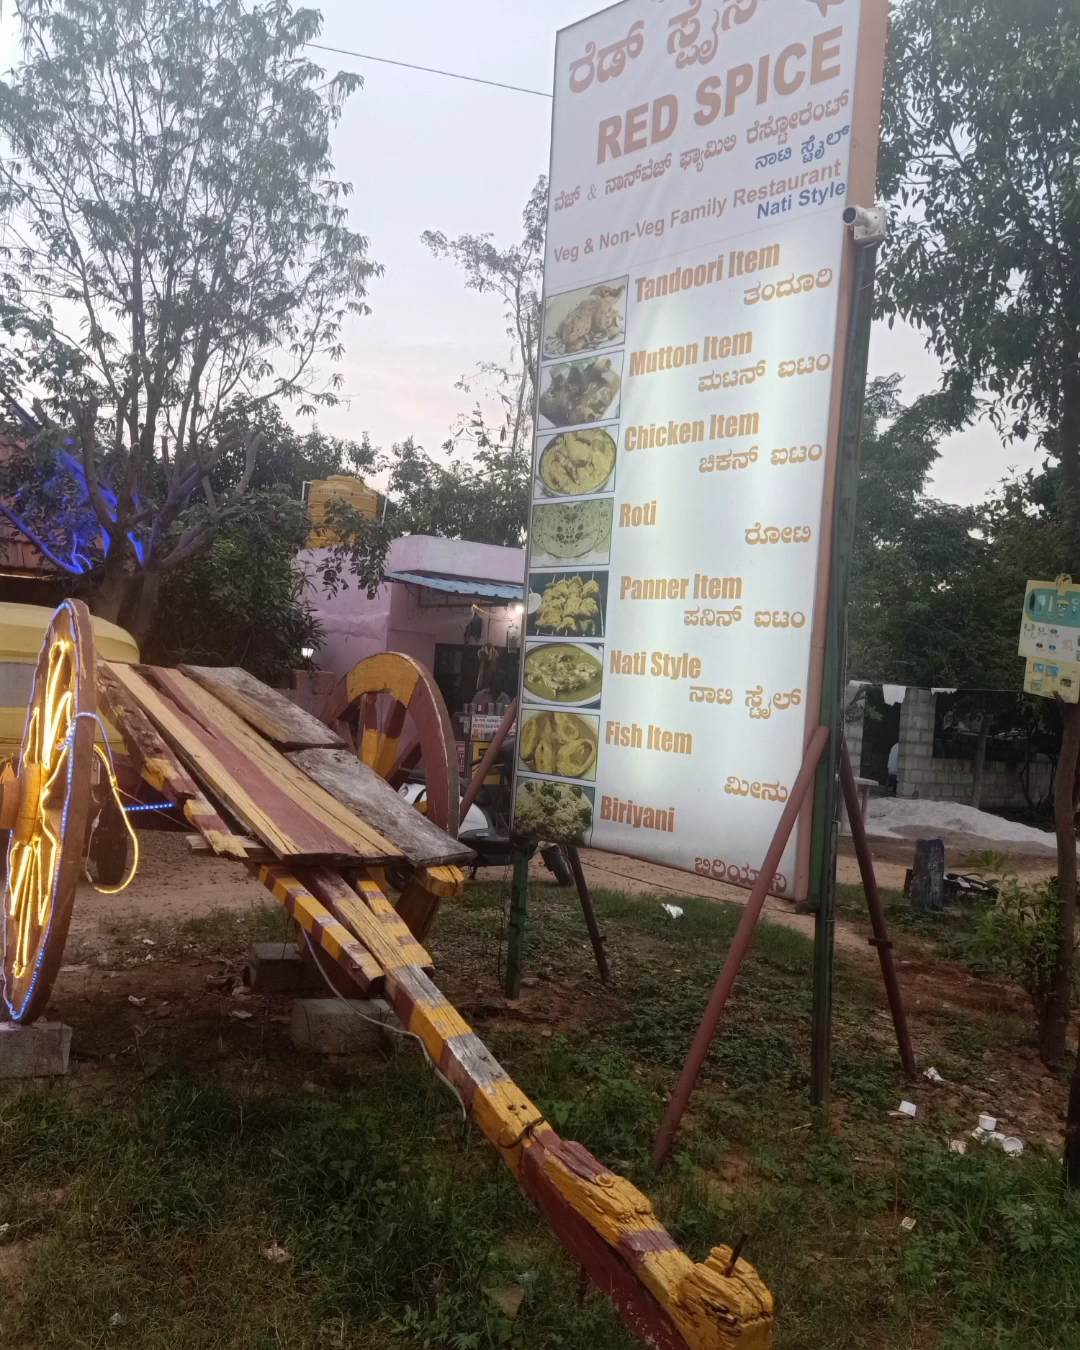 ರೆಡ್ ಸ್ಪೈಸ್
RED SPICE
ವೆಜ್ & ನಾನ್‌ವೆಜ್ ಫ್ಯಾಮಿಲಿ ರೆಸ್ಟೋರೆಂಟ್
ನಾಟಿ ಸ್ಟೈಲ್
Veg & Non-Veg Family Restaurant
Nati Style
Tandoori Item
ತಂದೂರಿ
Mutton Item
ಮಟನ್ ಐಟಂ
Chicken Item
ಚಿಕನ್ ಐಟಂ
Roti
ರೋಟಿ
Panner Item
ಪನಿನ್ ಐಟಂ
Nati Style
ನಾಟಿ ಸ್ಟೈಲ್
Fish Item
ಮೀನು
Biriyani
ಬಿರಿಯಾನಿ